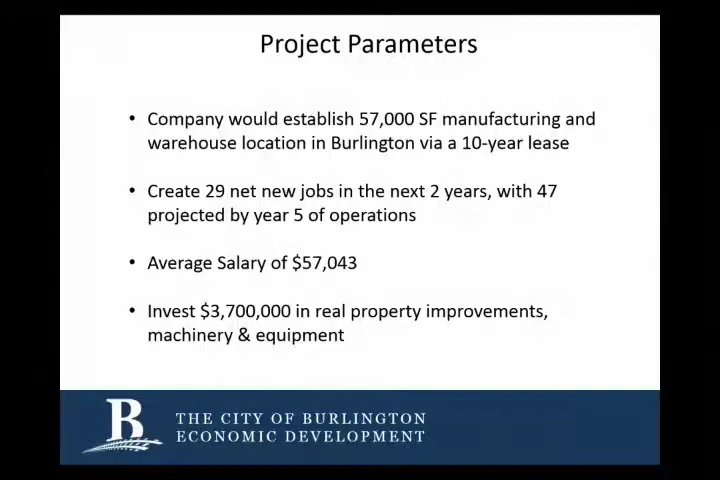 Project Parameters
• Company would establish 57,000 SF manufacturing and
warehouse location in Burlington via a 10-year lease
• Create 29 net new jobs in the next 2 years, with 47
projected by year 5 of operations
• Average Salary of $57,043
• Invest $3,700,000 in real property improvements,
machinery & equipment
B
THE CITY OF BURLINGTON
ECONOMIC DEVELOPMENT